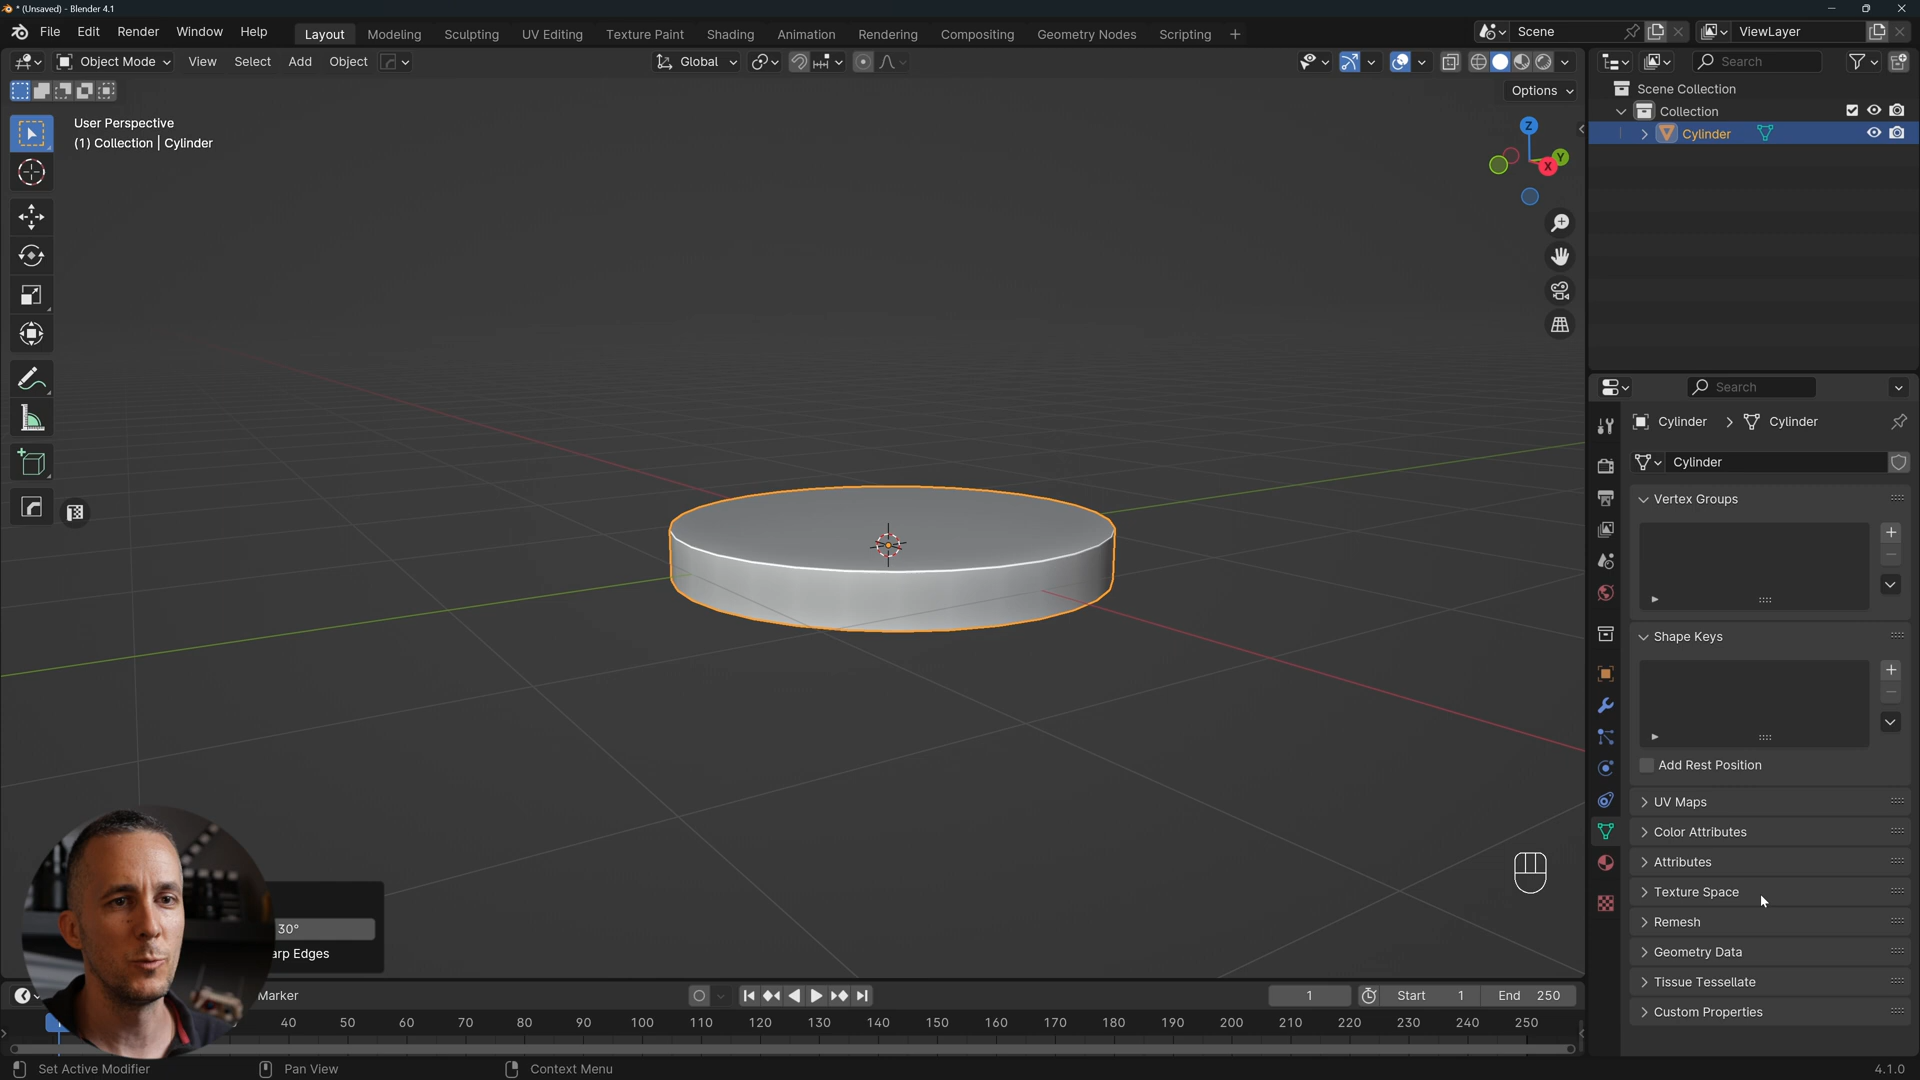 * (Unsaved) - Blender 4.1
File Edit Render Window Help
Layout Modeling Sculpting UV Editing Texture Paint Shading Animation Rendering Compositing Geometry Nodes Scripting +
Scene
ViewLayer
Object Mode View Select Add Object
Global
Search
Options
Scene Collection
Collection
Cylinder
User Perspective
(1) Collection | Cylinder
Z
Y
X
Search
Cylinder > Cylinder
Cylinder
Vertex Groups
Shape Keys
Add Rest Position
UV Maps
Color Attributes
Attributes
Texture Space
Remesh
Geometry Data
Tissue Tessellate
Custom Properties
30°
arp Edges
Marker
1
Start 1
End 250
40 50 60 70 80 90 100 110 120 130 140 150 160 170 180 190 200 210 220 230 240 250
Set Active Modifier
Pan View
Context Menu
4.1.0